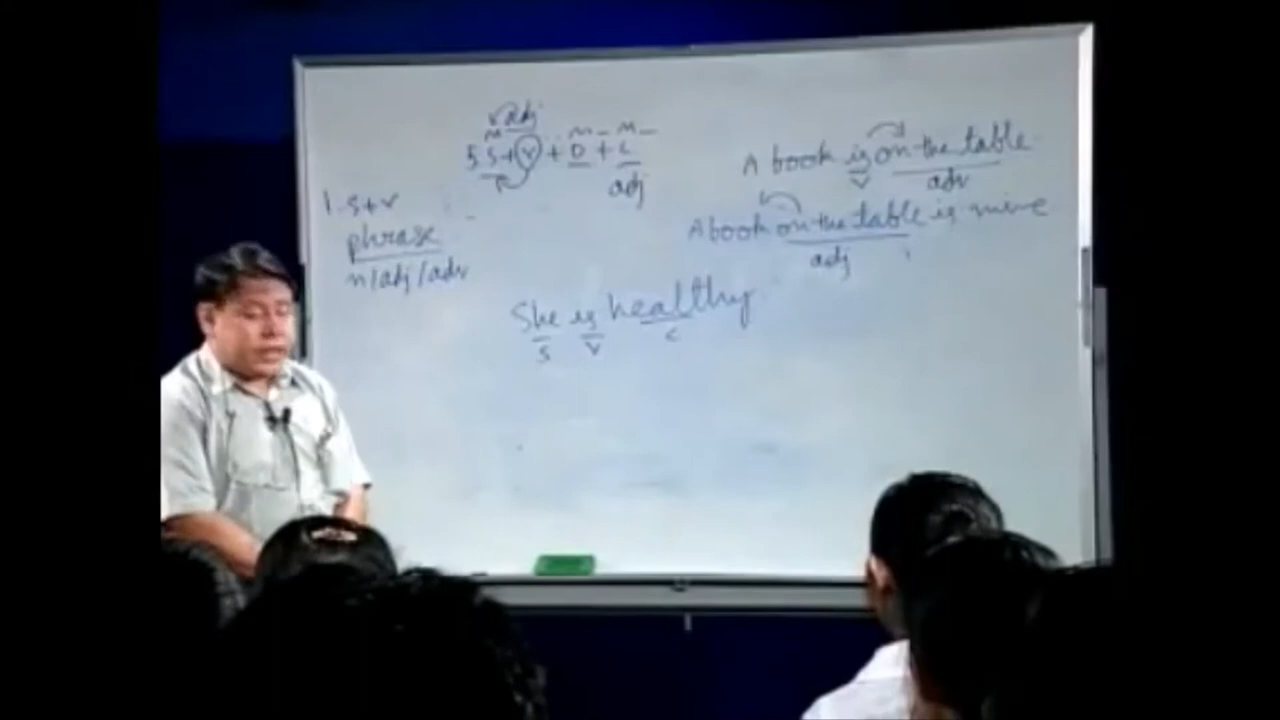 adj
n n n
5 S+V+O+C
adj
1. S+V
phrase
n/adj/adv
A book is on the table
v adv
A book on the table is mine
adj
She is healthy
S V C